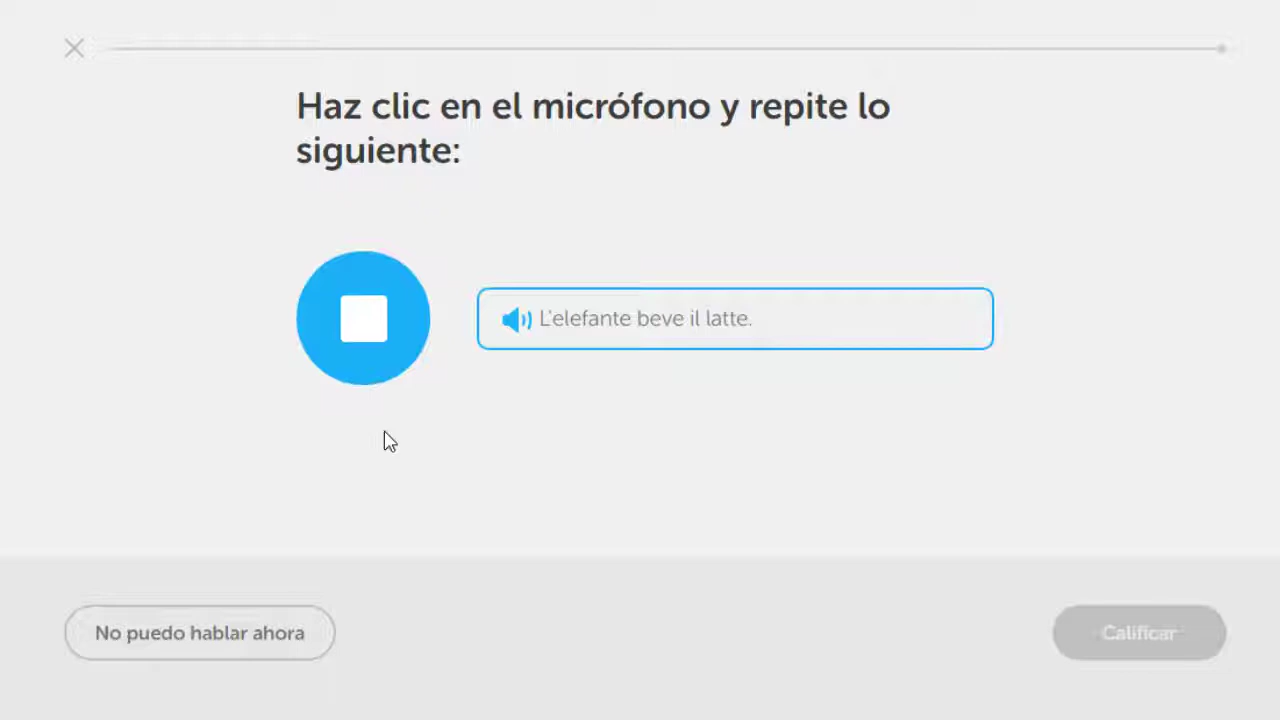 Haz clic en el micrófono y repite lo
siguiente:
L'elefante beve il latte.
No puedo hablar ahora
Calificar